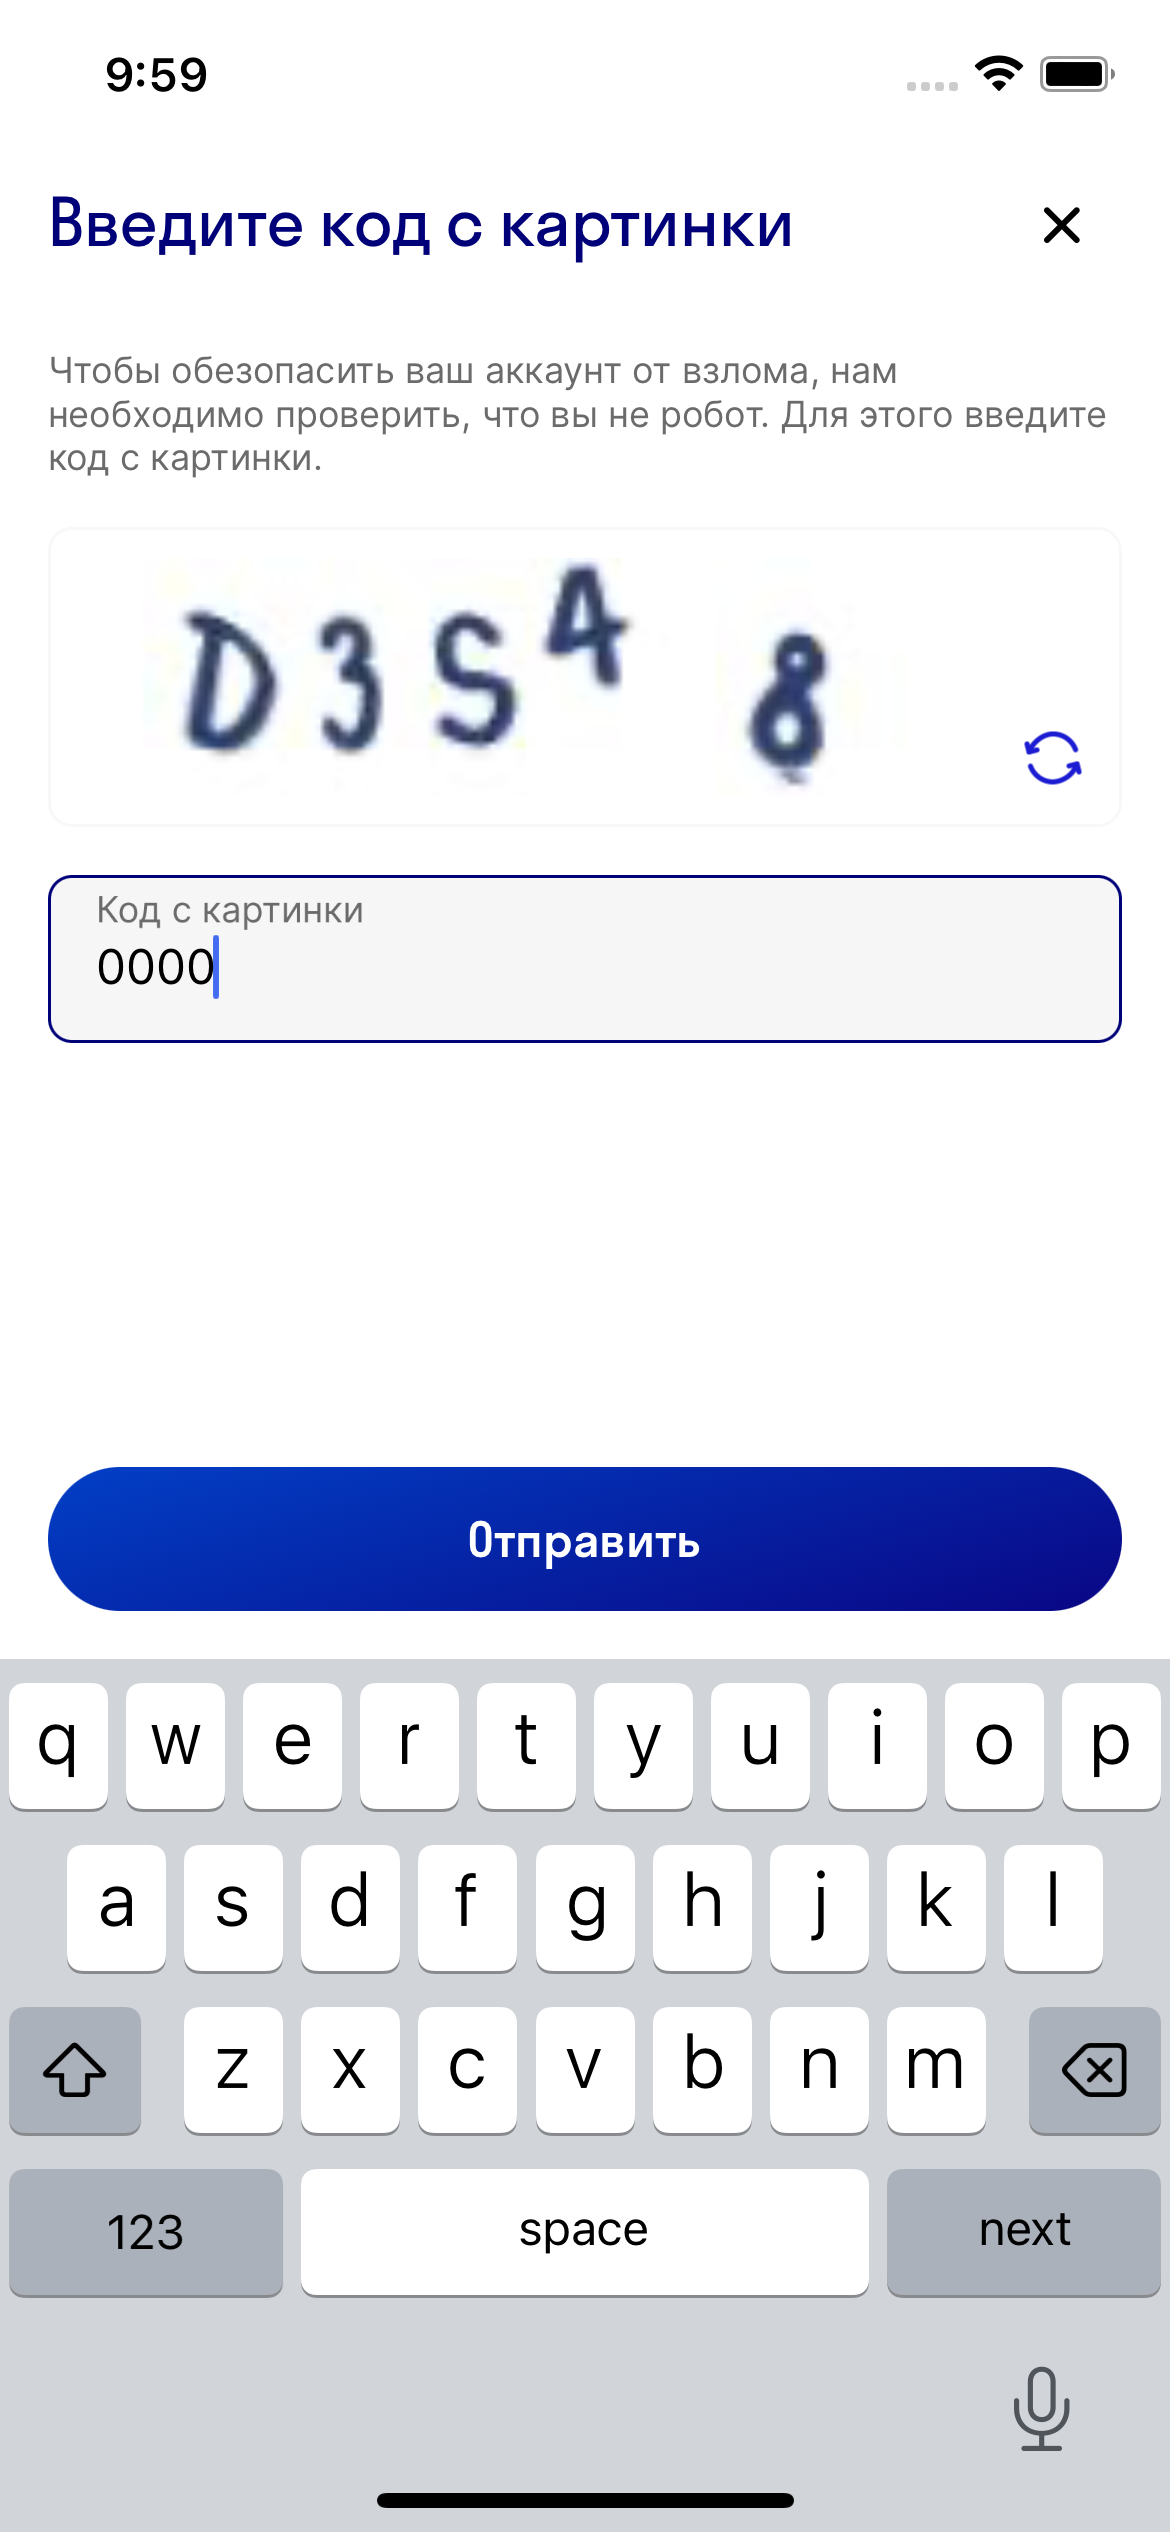 9:59
Введите код с картинки
Чтобы обезопасить ваш аккаунт от взлома, нам
необходимо проверить, что вы не робот. Для этого введите
код с картинки.
D3S4 8
Код с картинки
0000
Отправить
q w e r t y u i o p
a s d f g h j k l
z x c v b n m
123 space next